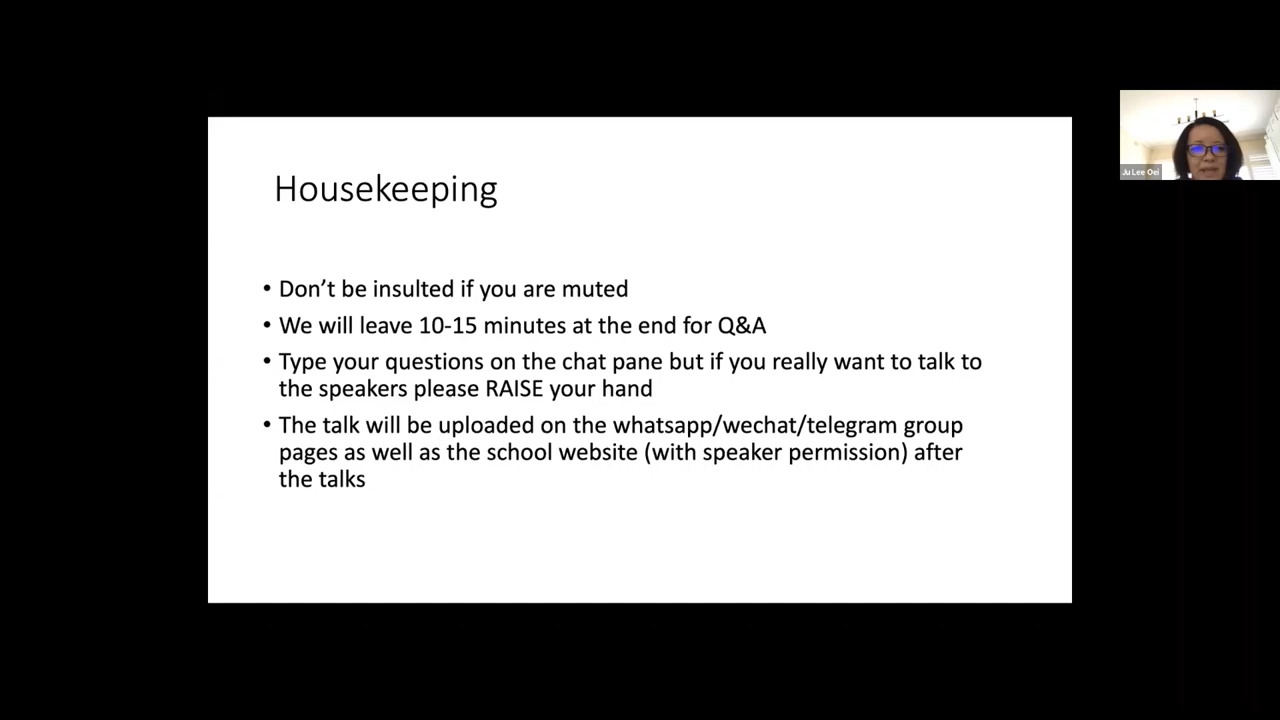 Housekeeping
• Don’t be insulted if you are muted
• We will leave 10-15 minutes at the end for Q&A
• Type your questions on the chat pane but if you really want to talk to
the speakers please RAISE your hand
• The talk will be uploaded on the whatsapp/wechat/telegram group
pages as well as the school website (with speaker permission) after
the talks
Ju Lee Oei